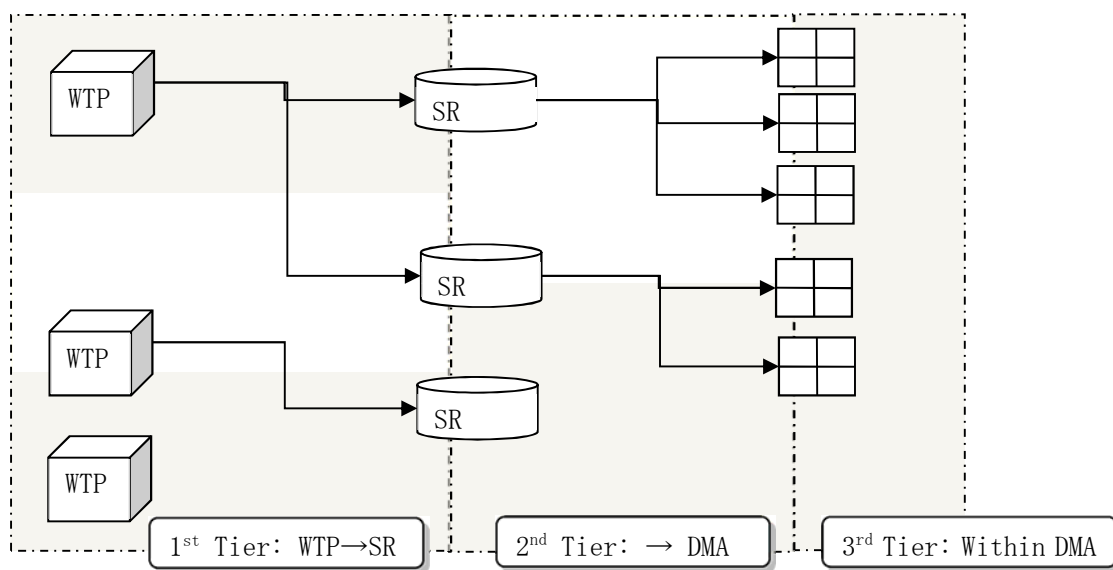 WTP
SR
SR
WTP
SR
WTP
1st Tier: WTP→SR
2nd Tier: → DMA
3rd Tier: Within DMA